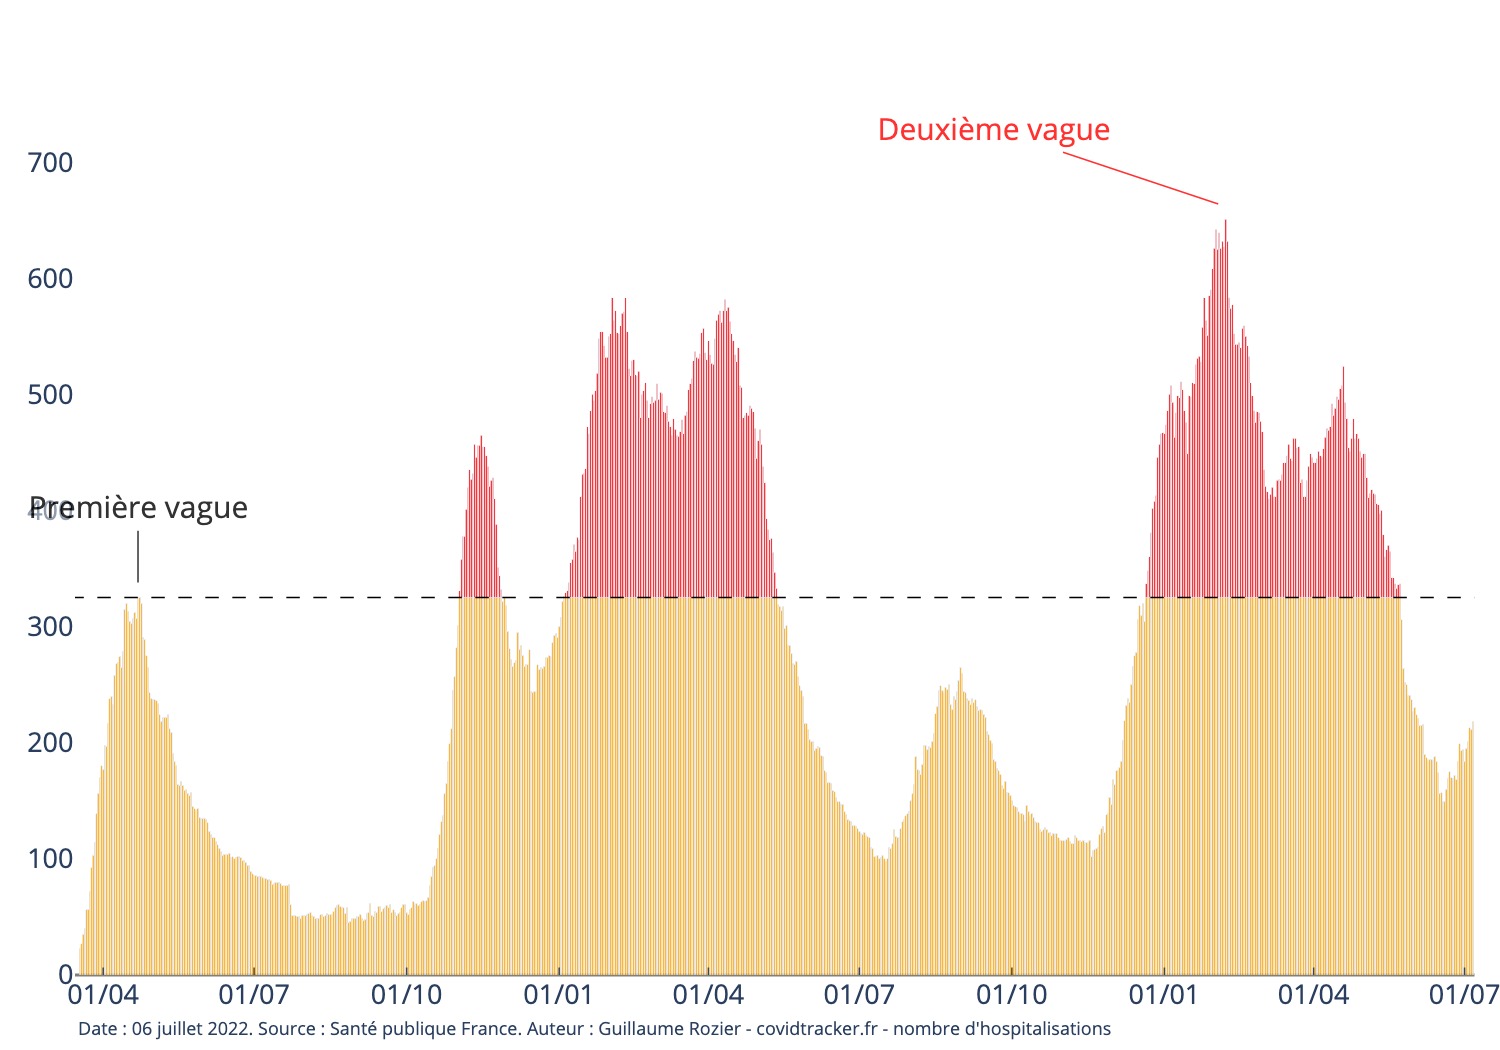 Deuxième vague
700
600
500
Première vague
400
300
200
100
0
01/04 01/07 01/10 01/01 01/04 01/07 01/10 01/01 01/04 01/07
Date : 06 juillet 2022. Source : Santé publique France. Auteur : Guillaume Rozier - covidtracker.fr - nombre d'hospitalisations